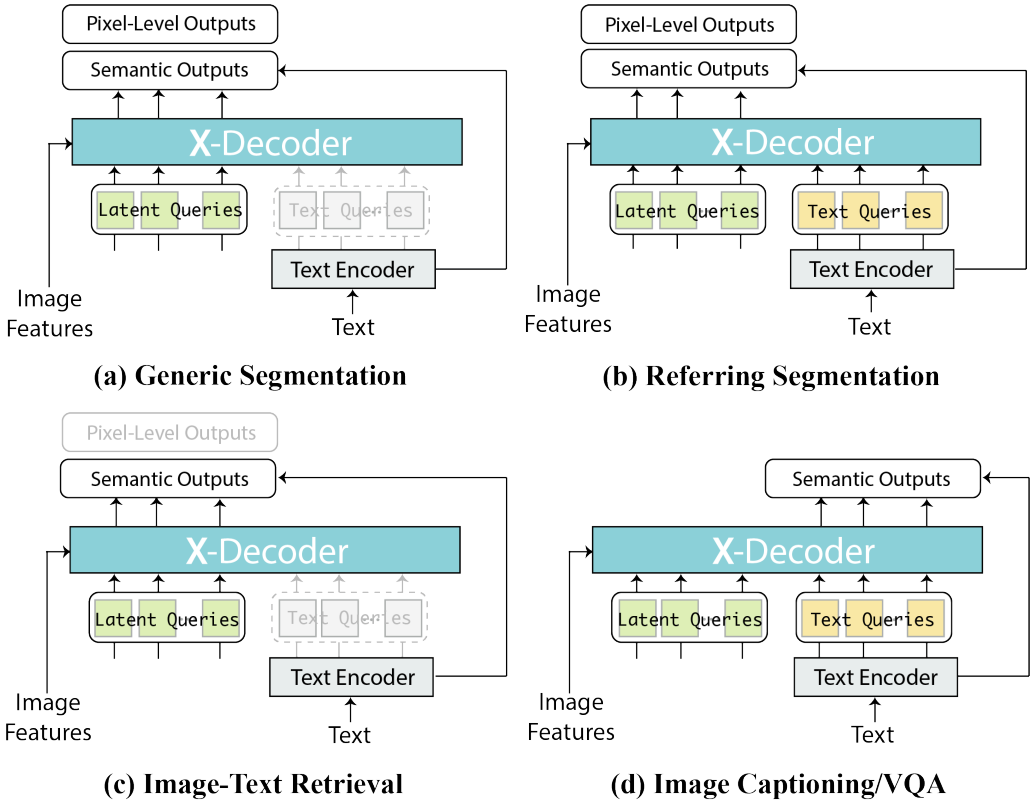 Pixel-Level Outputs
Semantic Outputs
X-Decoder
Latent Queries
Text Queries
Text Encoder
Image
Features
Text
(a) Generic Segmentation
Pixel-Level Outputs
Semantic Outputs
X-Decoder
Latent Queries
Text Queries
Text Encoder
Image
Features
Text
(b) Referring Segmentation
Pixel-Level Outputs
Semantic Outputs
X-Decoder
Latent Queries
Text Queries
Text Encoder
Image
Features
Text
(c) Image-Text Retrieval
Semantic Outputs
X-Decoder
Latent Queries
Text Queries
Text Encoder
Image
Features
Text
(d) Image Captioning/VQA